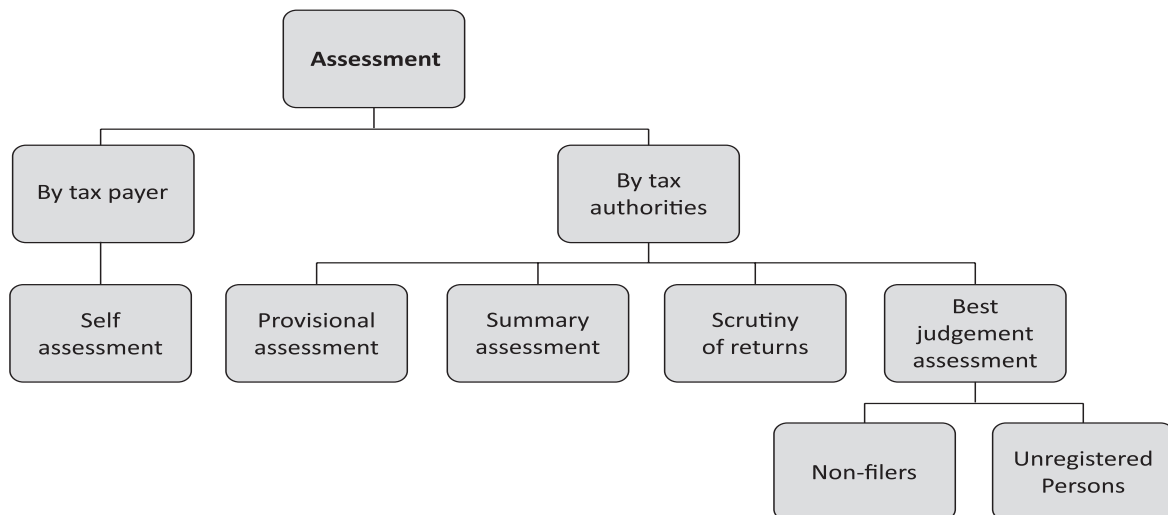 Assessment
By tax payer
By tax
authorities
Self
assessment
Provisional
assessment
Summary
assessment
Scrutiny
of returns
Best
judgement
assessment
Non-filers
Unregistered
Persons